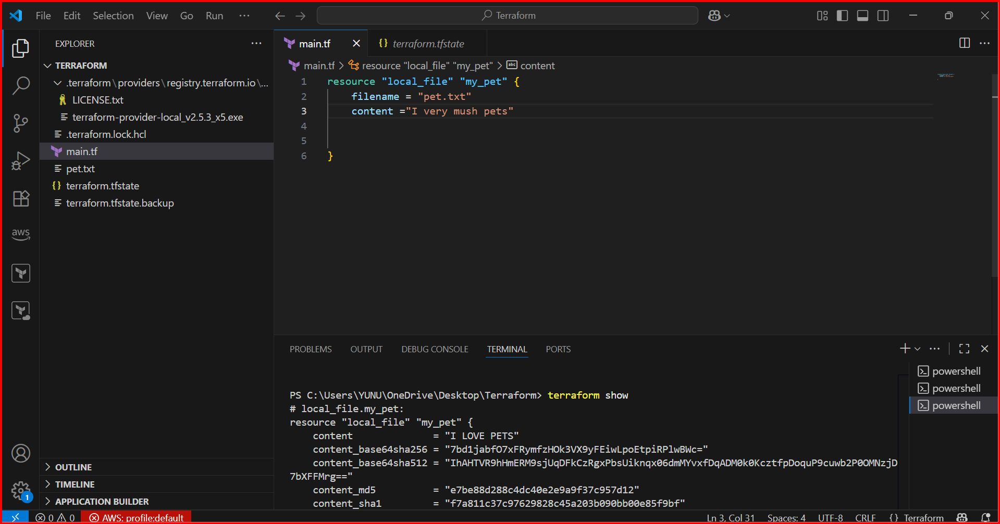 File Edit Selection View Go Run ··· Terraform
EXPLORER ···
TERRAFORM
.terraform\providers\registry.terraform.io\...
LICENSE.txt
terraform-provider-local_v2.5.3_x5.exe
.terraform.lock.hcl
main.tf
pet.txt
terraform.tfstate
terraform.tfstate.backup
aws
OUTLINE
TIMELINE
APPLICATION BUILDER
1
main.tf
{} terraform.tfstate
main.tf > resource "local_file" "my_pet" > abc content
1 resource "local_file" "my_pet" {
2 filename = "pet.txt"
3 content ="I very mush pets"
4
5
6 }
PROBLEMS OUTPUT DEBUG CONSOLE TERMINAL PORTS
PS C:\Users\YUNU\OneDrive\Desktop\Terraform> terraform show
# local_file.my_pet:
resource "local_file" "my_pet" {
content = "I LOVE PETS"
content_base64sha256 = "7bd1jabfO7xFRymfzHOk3VX9yFEiwLpoEtpiRPlwBWc="
content_base64sha512 = "IhAHTVR9hHmERM9sjUqDFkCzRgxPbsUiknqx06dmMYvxfDqADM0k0KcztfpDoquP9cuwb2P0OMNzjD
7bXFFMrg=="
content_md5 = "e7be88d288c4dc40e2e9a9f37c957d12"
content_sha1 = "f7a811c37c97629828c45a203b090bb00e85f9bf"
powershell
powershell
powershell
0 0 AWS: profile:default Ln 3, Col 31 Spaces: 4 UTF-8 CRLF {} Terraform